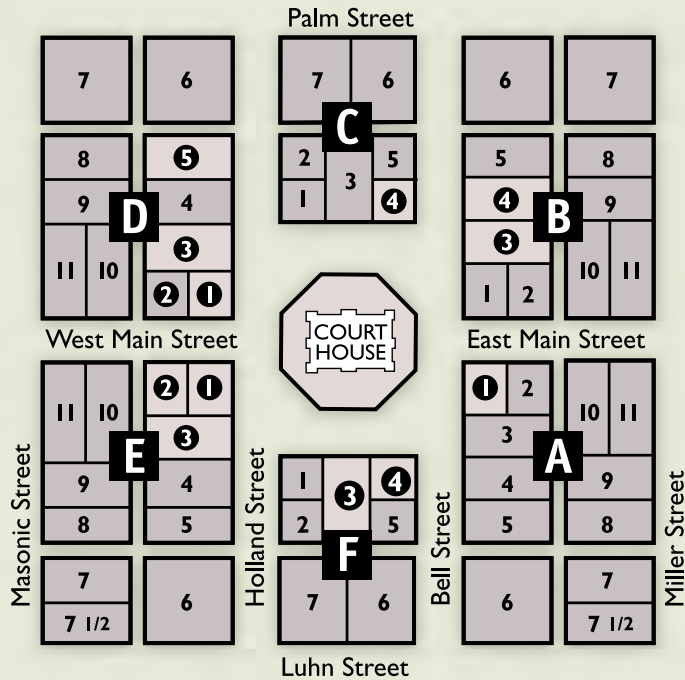 Palm Street
7 6
7 6
6 7
C
8 5
2 3 5
1 4
5 8
9 4
D
4 9
B
3
3
11 10
2 1
1 2
10 11
West Main Street
COURT
HOUSE
East Main Street
11 10
2 1
1 2
10 11
3
3
E
A
9 4
1 3 4
4 9
8 5
2 5
5 8
F
7
6
7 6
6
7
7 1/2
7 1/2
Masonic Street
Holland Street
Bell Street
Miller Street
Luhn Street